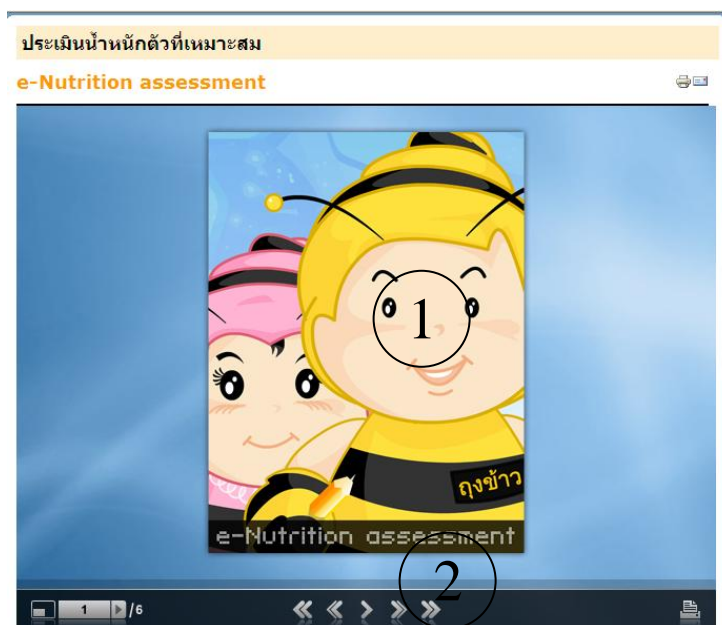 ประเมินน้ำหนักตัวที่เหมาะสม
e-Nutrition assessment
1
ถุงข้าว
e-Nutrition assessment
2
1 /6